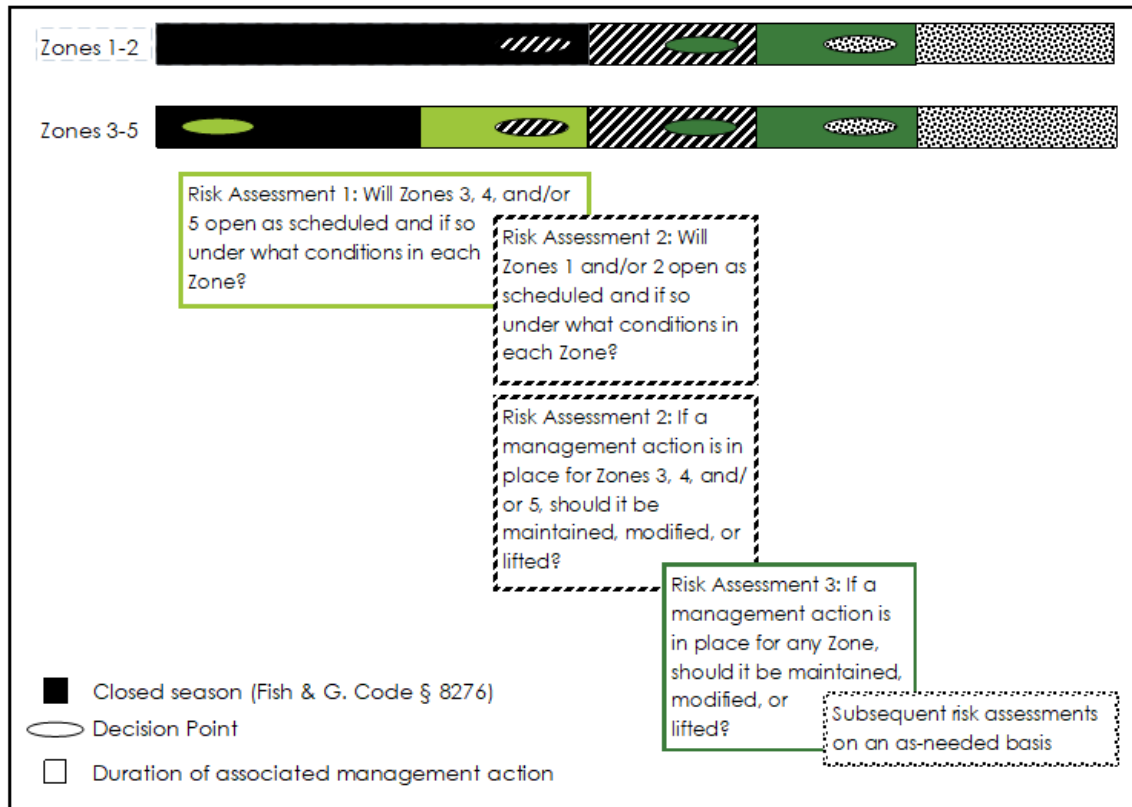 Zones 1-2
Zones 3-5
Risk Assessment 1: Will Zones 3, 4, and/or
5 open as scheduled and if so
under what conditions in each
Zone?
Risk Assessment 2: Will
Zones 1 and/or 2 open as
scheduled and if so
under what conditions in
each Zone?
Risk Assessment 2: If a
management action is in
place for Zones 3, 4, and/
or 5, should it be
maintained, modified, or
lifted?
Risk Assessment 3: If a
management action is
in place for any Zone,
should it be maintained,
modified, or
lifted?
Subsequent risk assessments
on an as-needed basis
Closed season (Fish & G. Code § 8276)
Decision Point
Duration of associated management action